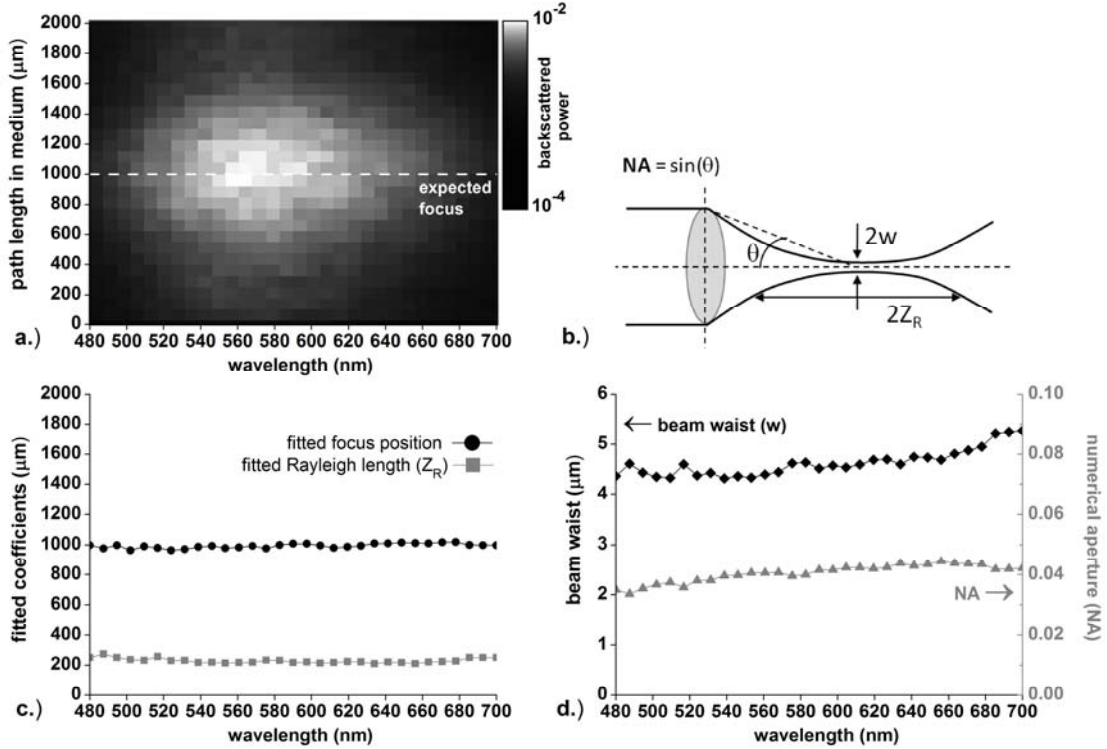 2000
1800
1600
1400
1200
1000
800
600
400
200
0
path length in medium (µm)
480 500 520 540 560 580 600 620 640 660 680 700
wavelength (nm)
expected
focus
10-2
10-4
backscattered
power
a.)
NA = sin(θ)
θ
2w
2ZR
b.)
2000
1800
1600
1400
1200
1000
800
600
400
200
0
fitted coefficients (µm)
fitted focus position
fitted Rayleigh length (ZR)
480 500 520 540 560 580 600 620 640 660 680 700
wavelength (nm)
c.)
6
5
4
3
2
1
0
beam waist (µm)
← beam waist (w)
NA →
0.10
0.08
0.06
0.04
0.02
0.00
numerical aperture (NA)
480 500 520 540 560 580 600 620 640 660 680 700
wavelength (nm)
d.)